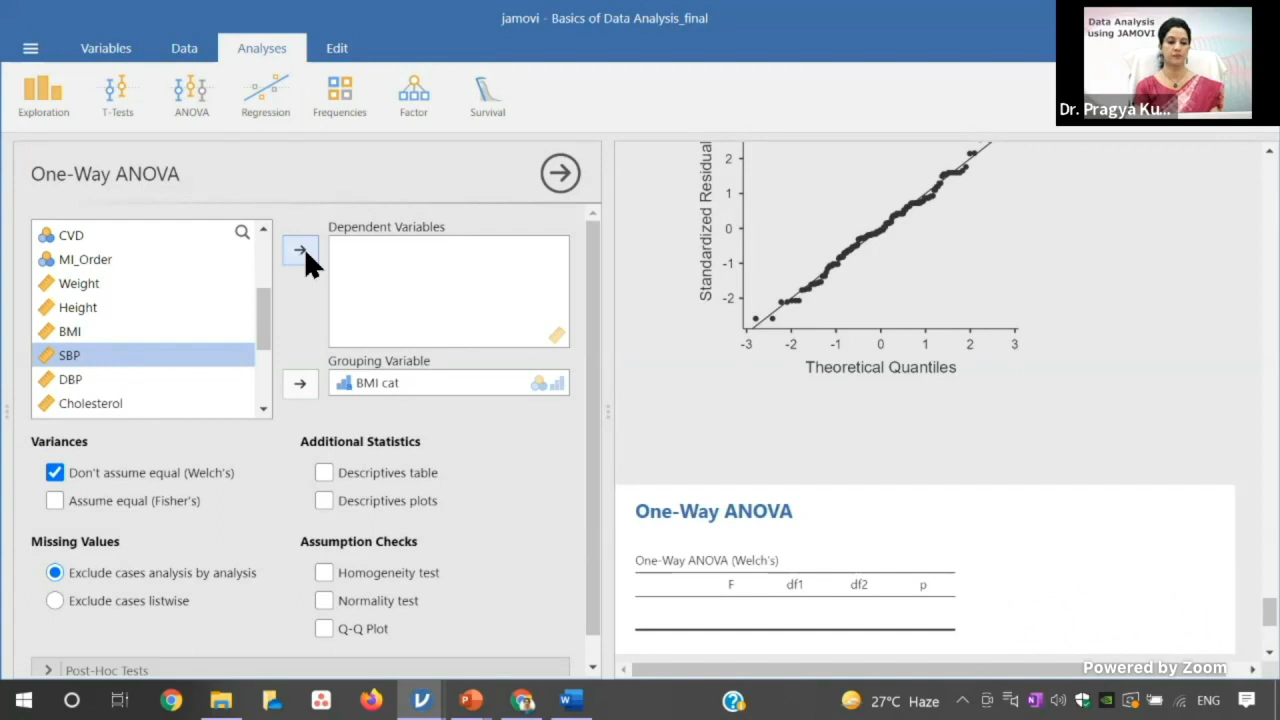 jamovi - Basics of Data Analysis_final
Data Analysis
using JAMOVI
Dr. Pragya Ku...
Variables
Data
Analyses
Edit
Exploration
T-Tests
ANOVA
Regression
Frequencies
Factor
Survival
One-Way ANOVA
CVD
MI_Order
Weight
Height
BMI
SBP
DBP
Cholesterol
Dependent Variables
Grouping Variable
BMI cat
Variances
Don't assume equal (Welch's)
Assume equal (Fisher's)
Additional Statistics
Descriptives table
Descriptives plots
Missing Values
Exclude cases analysis by analysis
Exclude cases listwise
Assumption Checks
Homogeneity test
Normality test
Q-Q Plot
Post-Hoc Tests
Standardized Residual
2
1
0
-1
-2
-3 -2 -1 0 1 2 3
Theoretical Quantiles
One-Way ANOVA
One-Way ANOVA (Welch's)
F df1 df2 p
Powered by Zoom
27°C Haze
ENG